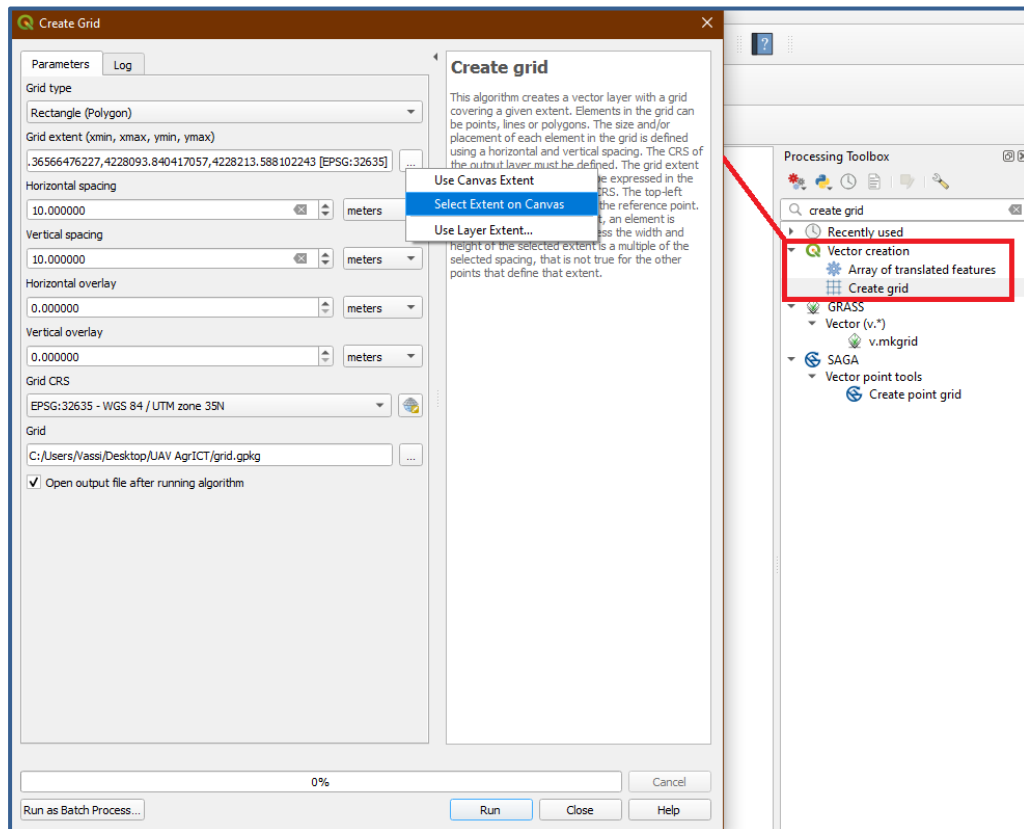 Create Grid
Parameters
Log
Grid type
Rectangle (Polygon)
Grid extent (xmin, xmax, ymin, ymax)
.36566476227,4228093.840417057,4228213.588102243 [EPSG:32635]
...
Use Canvas Extent
Select Extent on Canvas
Use Layer Extent...
Horizontal spacing
10.000000
meters
Vertical spacing
10.000000
meters
Horizontal overlay
0.000000
meters
Vertical overlay
0.000000
meters
Grid CRS
EPSG:32635 - WGS 84 / UTM zone 35N
Grid
C:/Users/Vassi/Desktop/UAV AgrICT/grid.gpkg
...
Open output file after running algorithm
Create grid
This algorithm creates a vector layer with a grid
covering a given extent. Elements in the grid can
be points, lines or polygons. The size and/or
placement of each element in the grid is defined
using a horizontal and vertical spacing. The CRS of
the output layer must be defined. The grid extent
expressed in the
CRS. The top-left
the reference point.
an element is
the width and
height of the selected extent is a multiple of the
selected spacing, that is not true for the other
points that define that extent.
0%
Cancel
Run as Batch Process...
Run
Close
Help
?
Processing Toolbox
create grid
Recently used
Vector creation
Array of translated features
Create grid
GRASS
Vector (v.*)
v.mkgrid
SAGA
Vector point tools
Create point grid